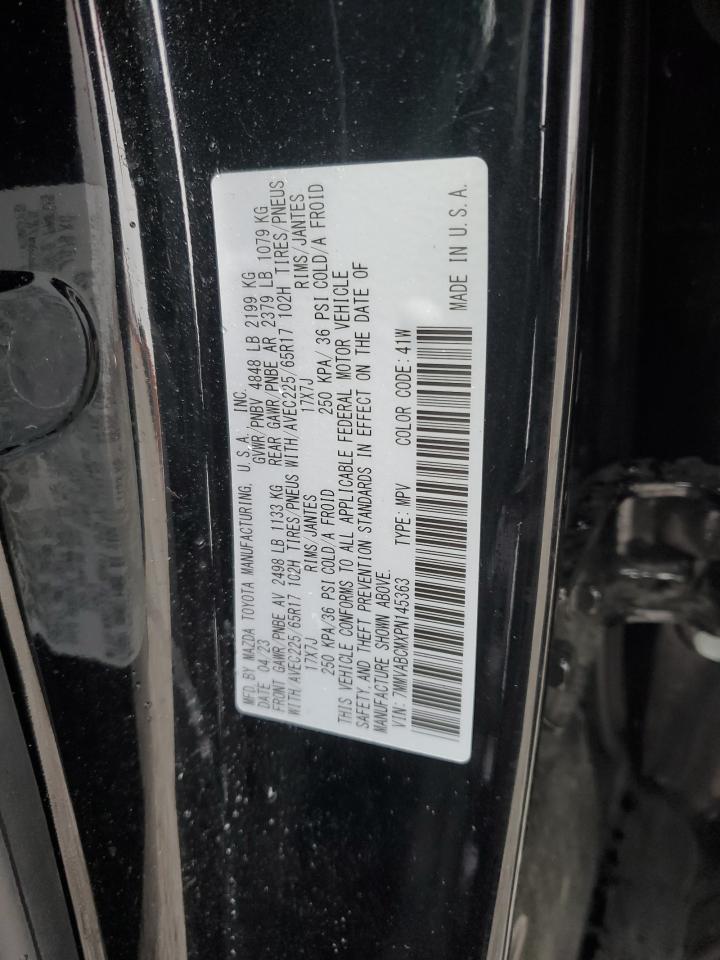 MFD. BY MAZDA TOYOTA MANUFACTURING, U.S.A. INC.
DATE 04/23 GVWR/PNBV 4848 LB 2199 KG
FRONT GAWR/PNBE AV 2498 LB 1133 KG REAR GAWR/PNBE AR 2379 LB 1079 KG
WITH/AVEC225/65R17 102H TIRES/PNEUS WITH/AVEC225/65R17 102H TIRES/PNEUS
17X7J RIMS/JANTES 17X7J RIMS/JANTES
250 KPA/36 PSI COLD/A FROID 250 KPA/ 36 PSI COLD/A FROID
THIS VEHICLE CONFORMS TO ALL APPLICABLE FEDERAL MOTOR VEHICLE
SAFETY,AND THEFT PREVENTION STANDARDS IN EFFECT ON THE DATE OF
MANUFACTURE SHOWN ABOVE.
VIN: 7MMVABCMXPN145363 TYPE: MPV COLOR CODE: 41W
MADE IN U.S.A.